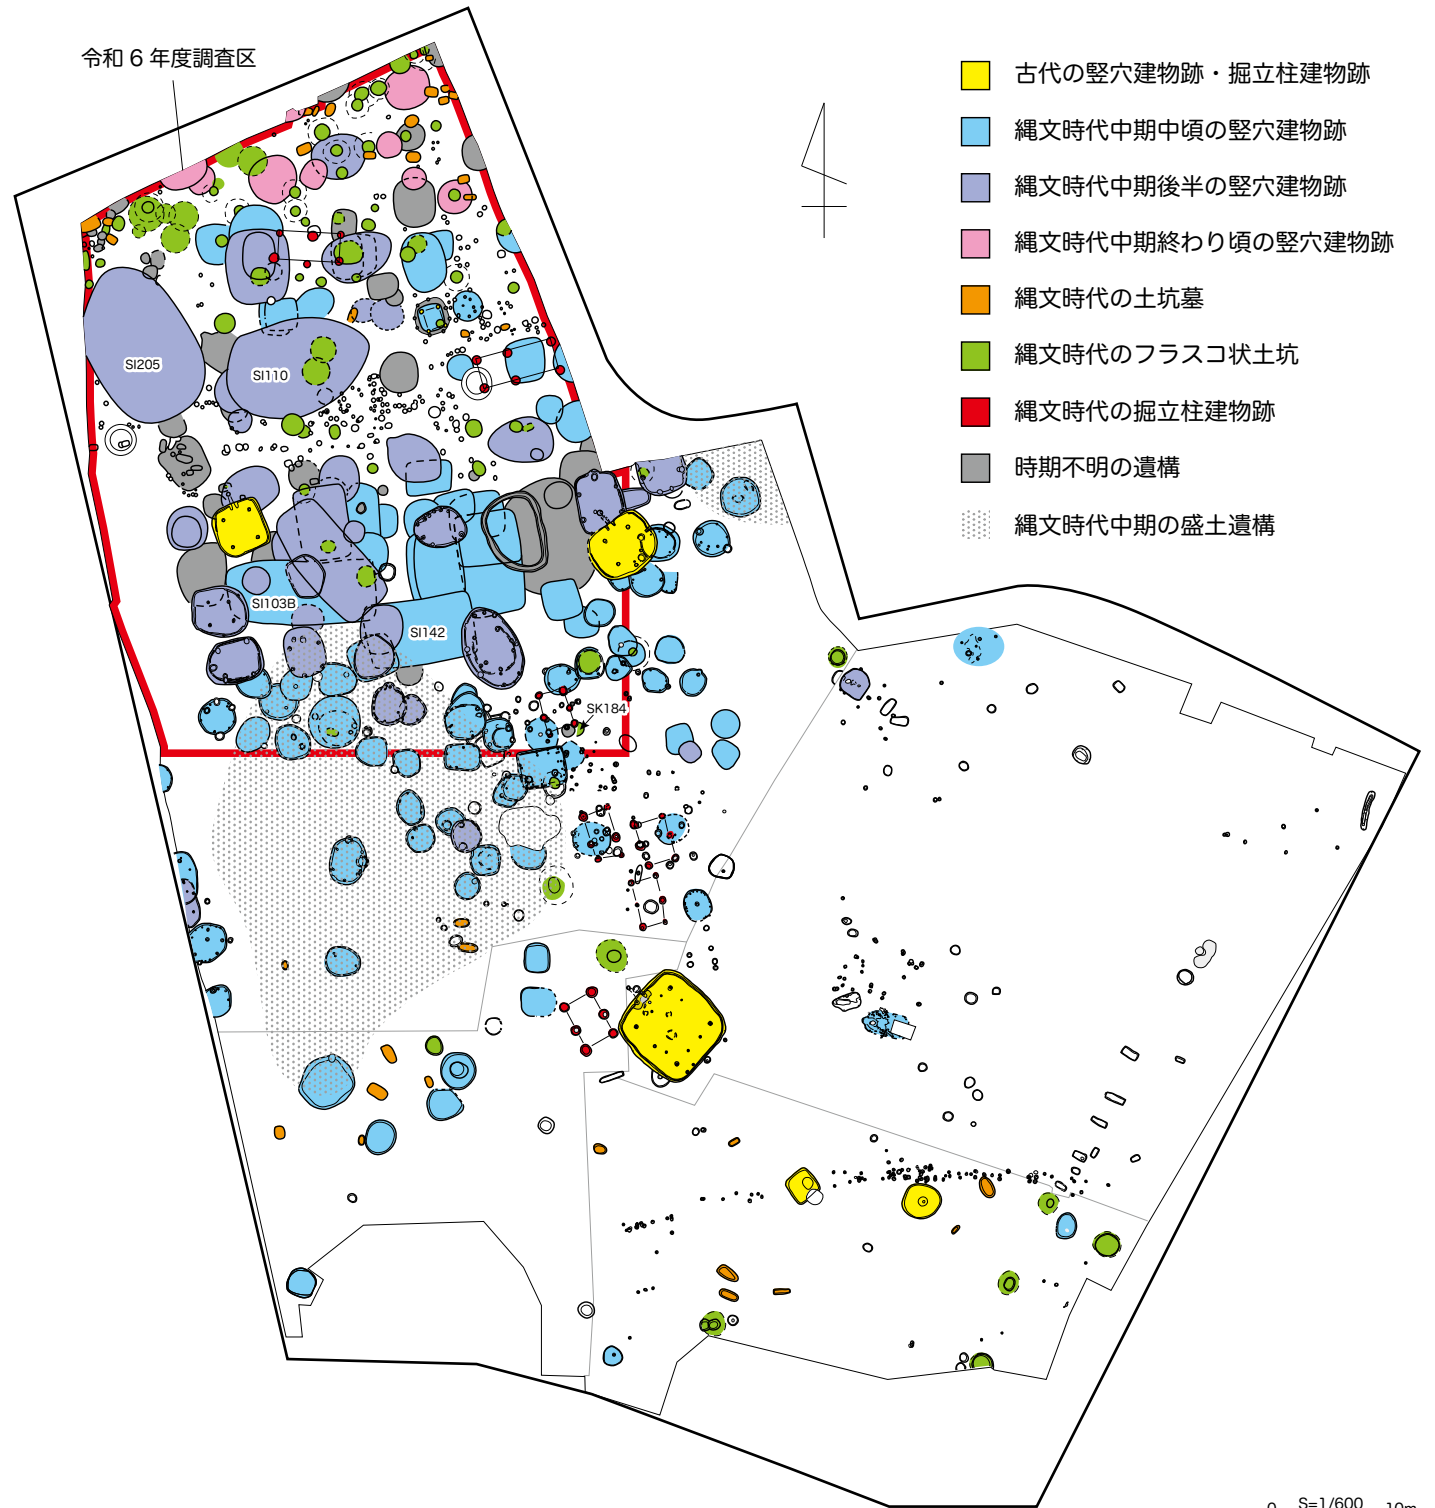 令和 6 年度調査区
古代の竪穴建物跡・掘立柱建物跡
縄文時代中期中頃の竪穴建物跡
縄文時代中期後半の竪穴建物跡
縄文時代中期終わり頃の竪穴建物跡
縄文時代の土坑墓
縄文時代のフラスコ状土坑
縄文時代の掘立柱建物跡
時期不明の遺構
縄文時代中期の盛土遺構
SI205
SI110
SI103B
SI142
SK184
0 S=1/600 10m